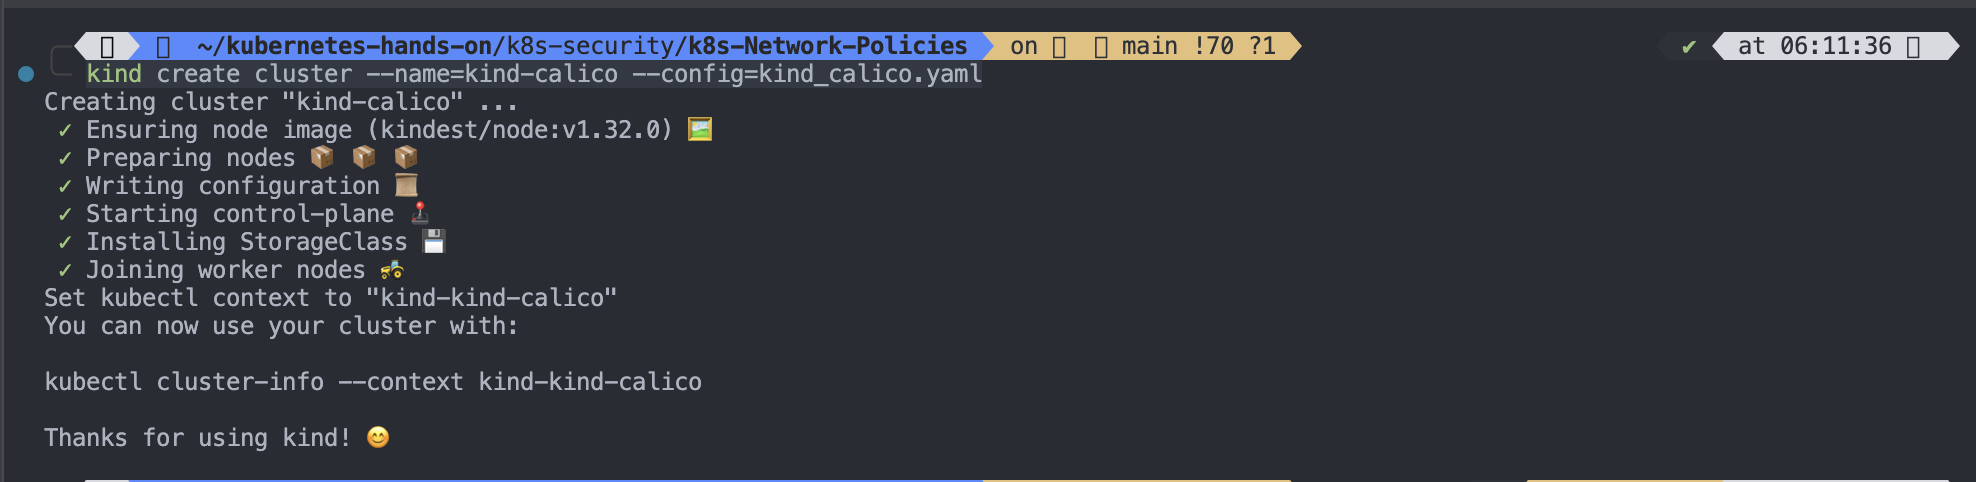 ~/kubernetes-hands-on/k8s-security/k8s-Network-Policies on main !70 ?1 ✔ at 06:11:36
kind create cluster --name=kind-calico --config=kind_calico.yaml
Creating cluster "kind-calico" ...
✓ Ensuring node image (kindest/node:v1.32.0) 🖼
✓ Preparing nodes 📦 📦 📦
✓ Writing configuration 📜
✓ Starting control-plane 🕹
✓ Installing StorageClass 💾
✓ Joining worker nodes 🚜
Set kubectl context to "kind-kind-calico"
You can now use your cluster with:
kubectl cluster-info --context kind-kind-calico
Thanks for using kind! 😊